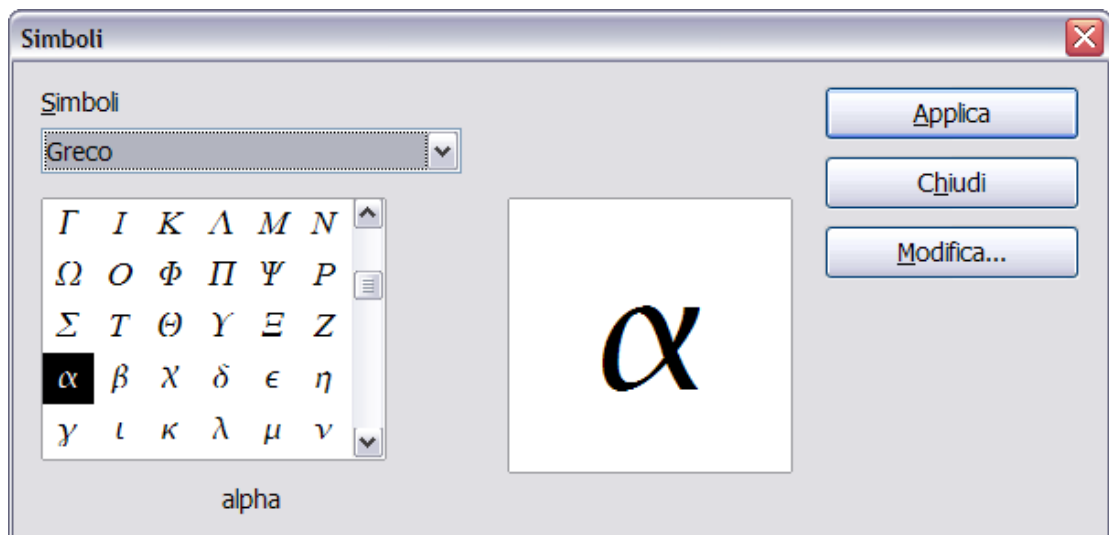 Simboli
Simboli
Greco
Applica
Chiudi
Modifica...
Γ Ι Κ Λ Μ Ν
Ω Ο Φ Π Ψ Ρ
Σ Τ Θ Υ Ξ Ζ
α β χ δ ϵ η
γ ι κ λ μ ν
α
alpha